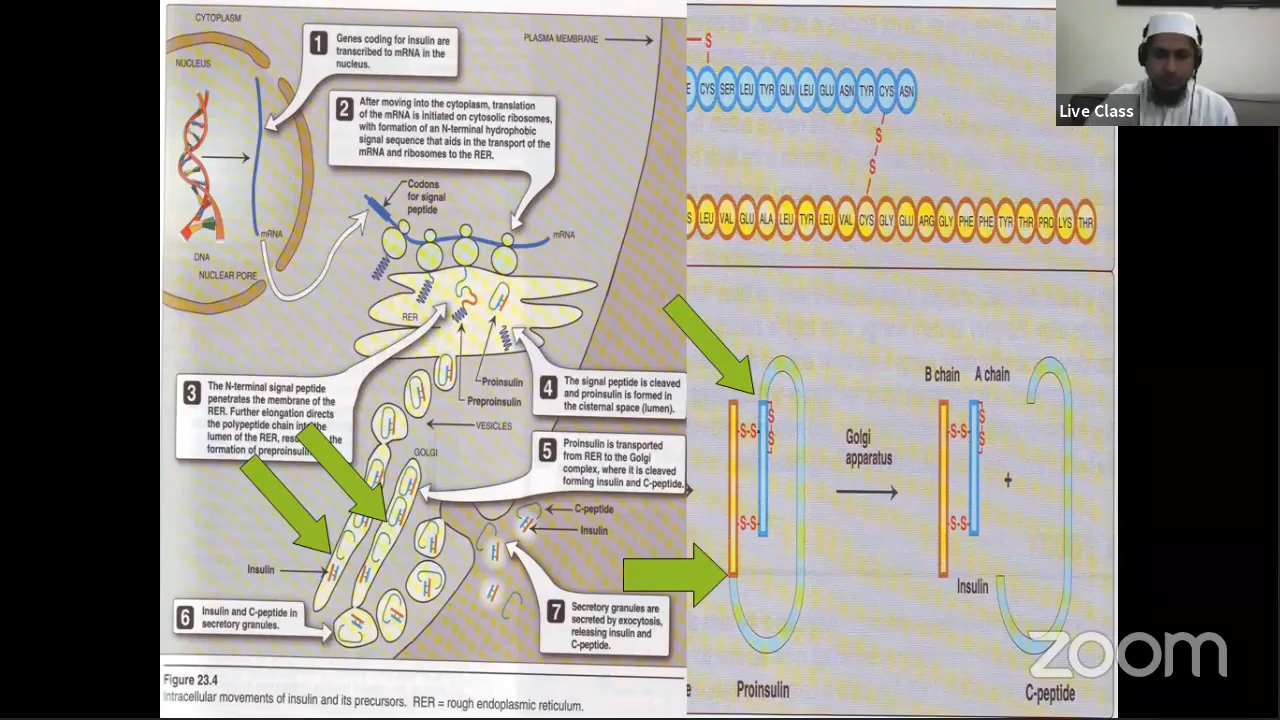 CYTOPLASM
NUCLEUS
DNA
NUCLEAR PORE
mRNA
1
Genes coding for insulin are
transcribed to mRNA in the
nucleus.
PLASMA MEMBRANE
2
After moving into the cytoplasm, translation
of the mRNA is initiated on cytosolic ribosomes,
with formation of an N-terminal hydrophobic
signal sequence that aids in the transport of the
mRNA and ribosomes to the RER.
Codons
for signal
peptide
mRNA
RER
Proinsulin
Preproinsulin
3
The N-terminal signal peptide
penetrates the membrane of the
RER. Further elongation directs
the polypeptide chain
lumen of the RER, the
formation of
4
The signal peptide is cleaved
and proinsulin is formed in
the cisternal space (lumen).
VESICLES
GOLGI
5
Proinsulin is transported
from RER to the Golgi
complex, where it is cleaved
forming insulin and C-peptide.
C-peptide
Insulin
Insulin
6
Insulin and C-peptide in
secretory granules.
7
Secretory granules are
secreted by exocytosis,
releasing insulin and
C-peptide.
Figure 23.4
Intracellular movements of insulin and its precursors. RER = rough endoplasmic reticulum.
S
E CYS SER LEU TYR GLN LEU GLU ASN TYR CYS ASN
S
S
S LEU VAL GLU ALA LEU TYR LEU VAL CYS GLY GLU ARG GLY PHE PHE TYR THR PRO LYS THR
S
S
S-S
S-S
Golgi
apparatus
B chain A chain
S
S
S-S
S-S
+
Insulin
e
Proinsulin
C-peptide
Live Class
zoom